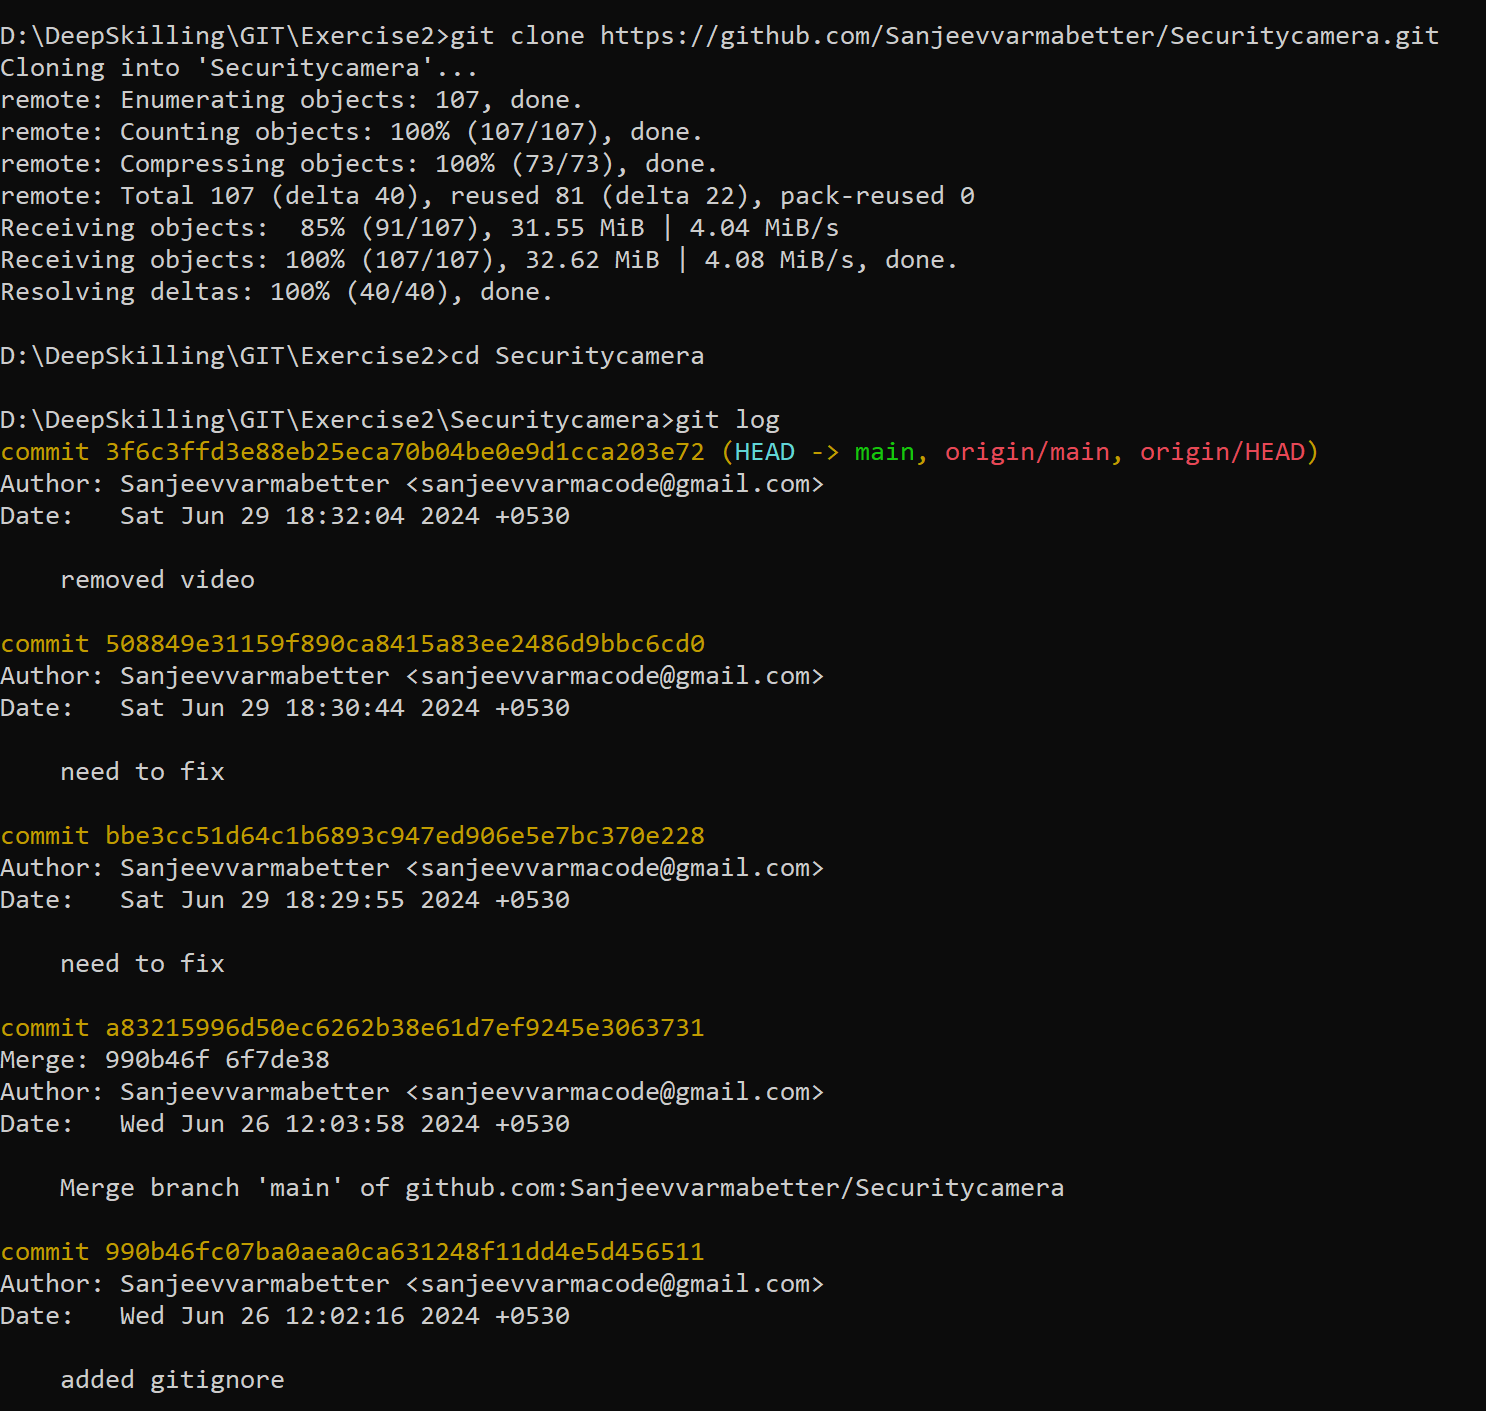 D:\DeepSkilling\GIT\Exercise2>git clone https://github.com/Sanjeevvarmabetter/Securitycamera.git
Cloning into 'Securitycamera'...
remote: Enumerating objects: 107, done.
remote: Counting objects: 100% (107/107), done.
remote: Compressing objects: 100% (73/73), done.
remote: Total 107 (delta 40), reused 81 (delta 22), pack-reused 0
Receiving objects:  85% (91/107), 31.55 MiB | 4.04 MiB/s
Receiving objects: 100% (107/107), 32.62 MiB | 4.08 MiB/s, done.
Resolving deltas: 100% (40/40), done.
D:\DeepSkilling\GIT\Exercise2>cd Securitycamera
D:\DeepSkilling\GIT\Exercise2\Securitycamera>git log
commit 3f6c3ffd3e88eb25eca70b04be0e9d1cca203e72 (HEAD -> main, origin/main, origin/HEAD)
Author: Sanjeevvarmabetter <sanjeevvarmacode@gmail.com>
Date:   Sat Jun 29 18:32:04 2024 +0530
    removed video
commit 508849e31159f890ca8415a83ee2486d9bbc6cd0
Author: Sanjeevvarmabetter <sanjeevvarmacode@gmail.com>
Date:   Sat Jun 29 18:30:44 2024 +0530
    need to fix
commit bbe3cc51d64c1b6893c947ed906e5e7bc370e228
Author: Sanjeevvarmabetter <sanjeevvarmacode@gmail.com>
Date:   Sat Jun 29 18:29:55 2024 +0530
    need to fix
commit a83215996d50ec6262b38e61d7ef9245e3063731
Merge: 990b46f 6f7de38
Author: Sanjeevvarmabetter <sanjeevvarmacode@gmail.com>
Date:   Wed Jun 26 12:03:58 2024 +0530
    Merge branch 'main' of github.com:Sanjeevvarmabetter/Securitycamera
commit 990b46fc07ba0aea0ca631248f11dd4e5d456511
Author: Sanjeevvarmabetter <sanjeevvarmacode@gmail.com>
Date:   Wed Jun 26 12:02:16 2024 +0530
    added gitignore